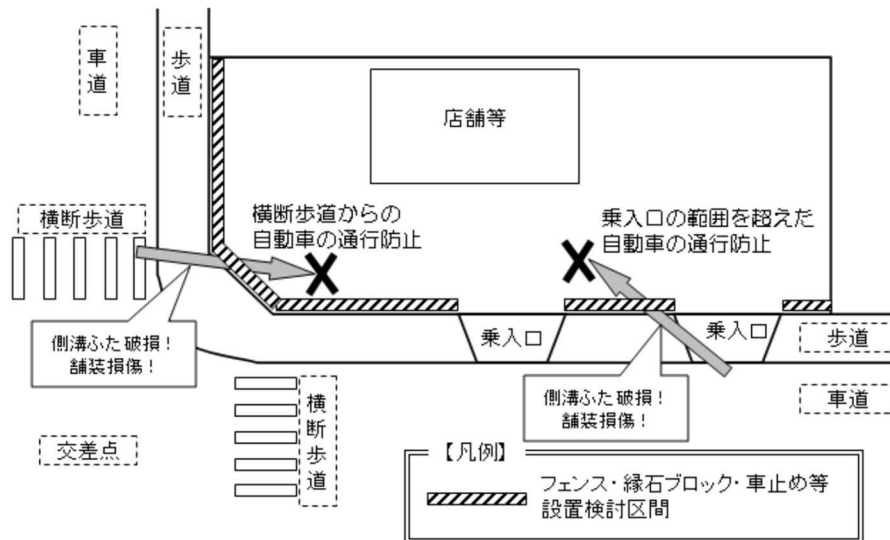 車道
歩道
店舗等
横断歩道
横断歩道からの
自動車の通行防止
乗入口の範囲を超えた
自動車の通行防止
側溝ふた破損！
舗装損傷！
乗入口
乗入口
歩道
側溝ふた破損！
舗装損傷！
車道
横断歩道
交差点
【凡例】
フェンス・縁石ブロック・車止め等
設置検討区間